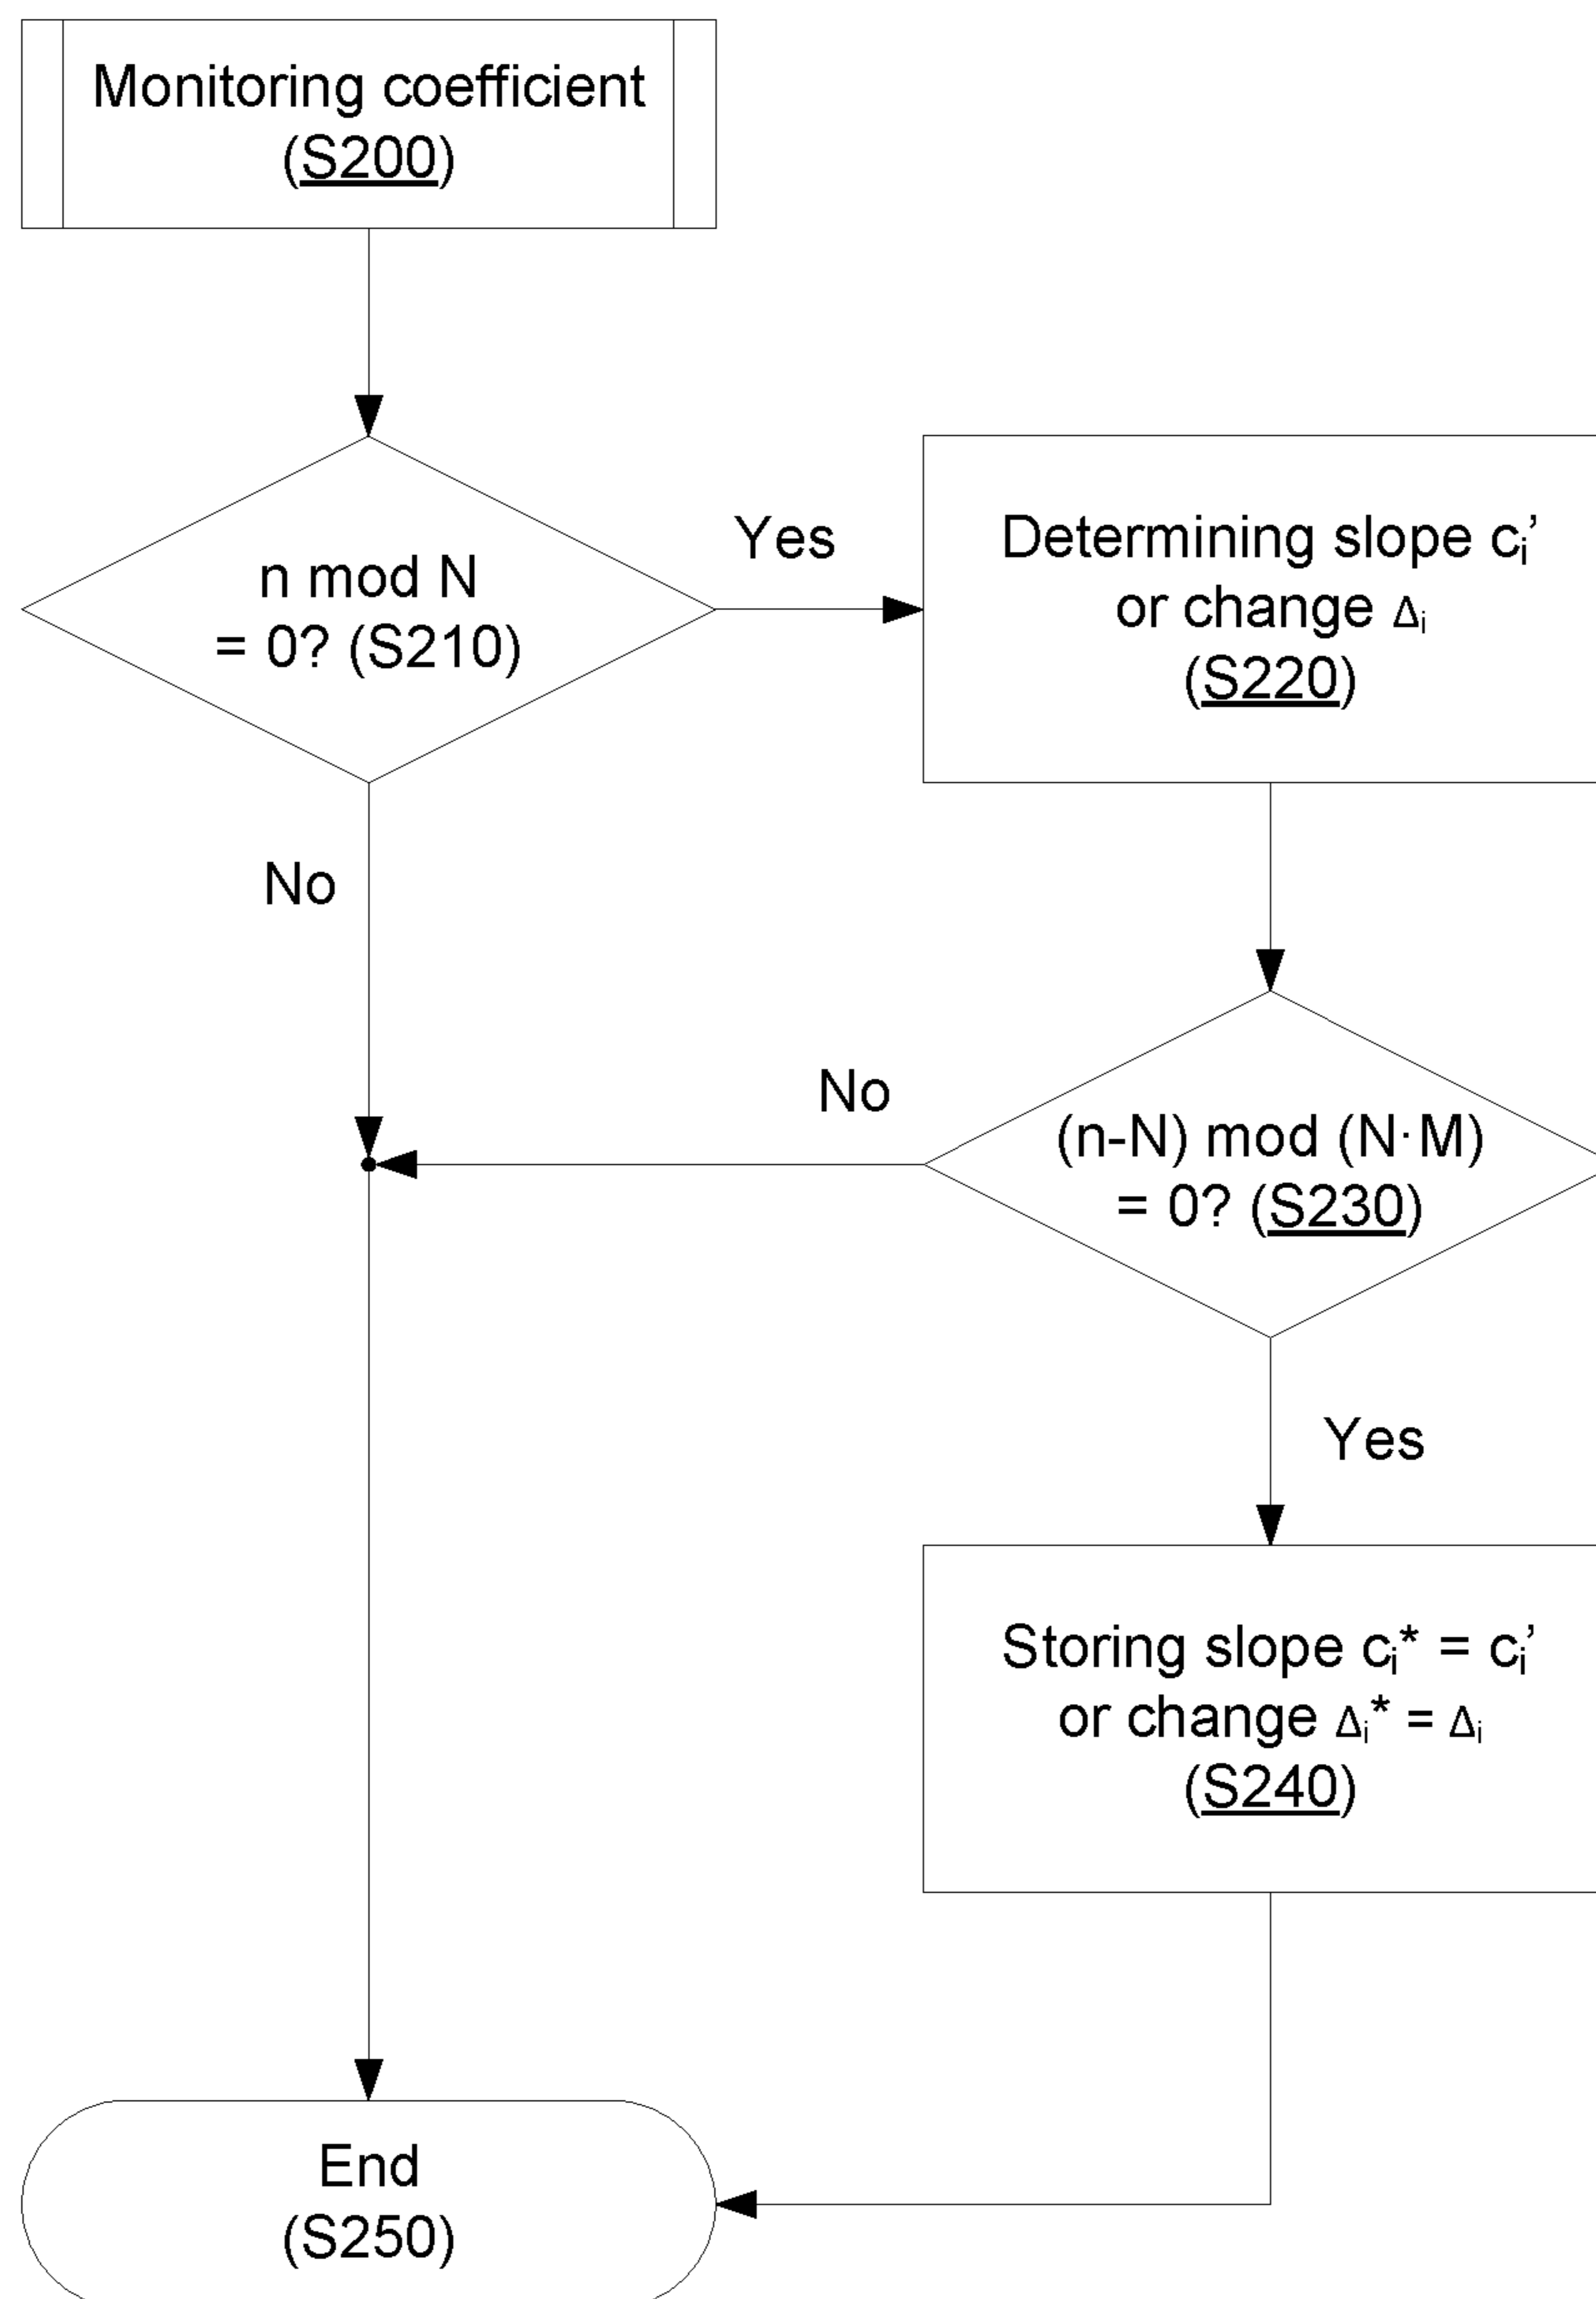 Monitoring coefficient
(S200)
n mod N
= 0? (S210)
Yes
Determining slope cᵢ’
or change Δᵢ
(S220)
No
No
(n-N) mod (N·M)
= 0? (S230)
Yes
Storing slope cᵢ* = cᵢ’
or change Δᵢ* = Δᵢ
(S240)
End
(S250)